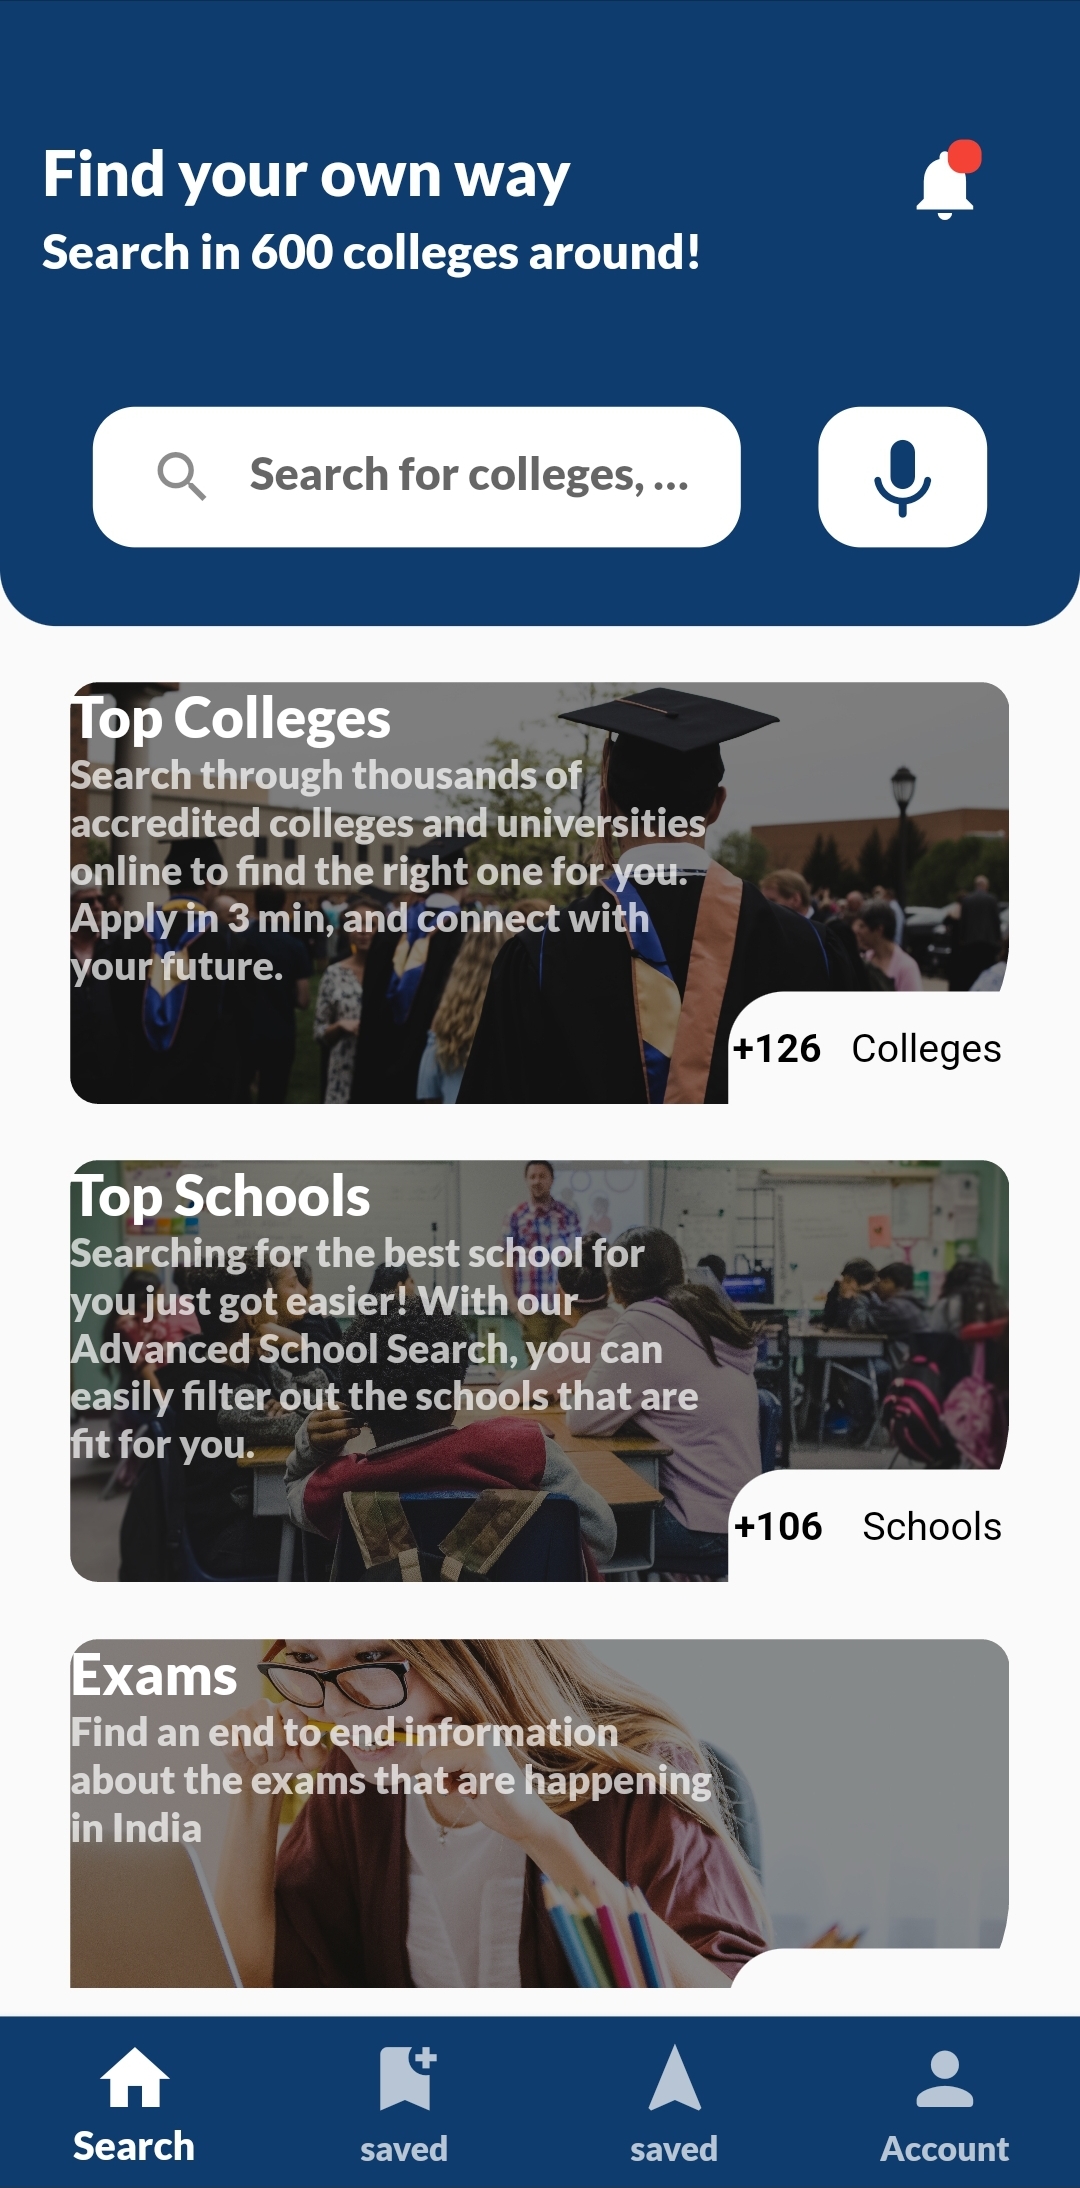 Find your own way
Search in 600 colleges around!
Search for colleges, ...
Top Colleges
Search through thousands of
accredited colleges and universities
online to find the right one for you.
Apply in 3 min, and connect with
your future.
+126 Colleges
Top Schools
Searching for the best school for
you just got easier! With our
Advanced School Search, you can
easily filter out the schools that are
fit for you.
+106 Schools
Exams
Find an end to end information
about the exams that are happening
in India
Search
saved
saved
Account